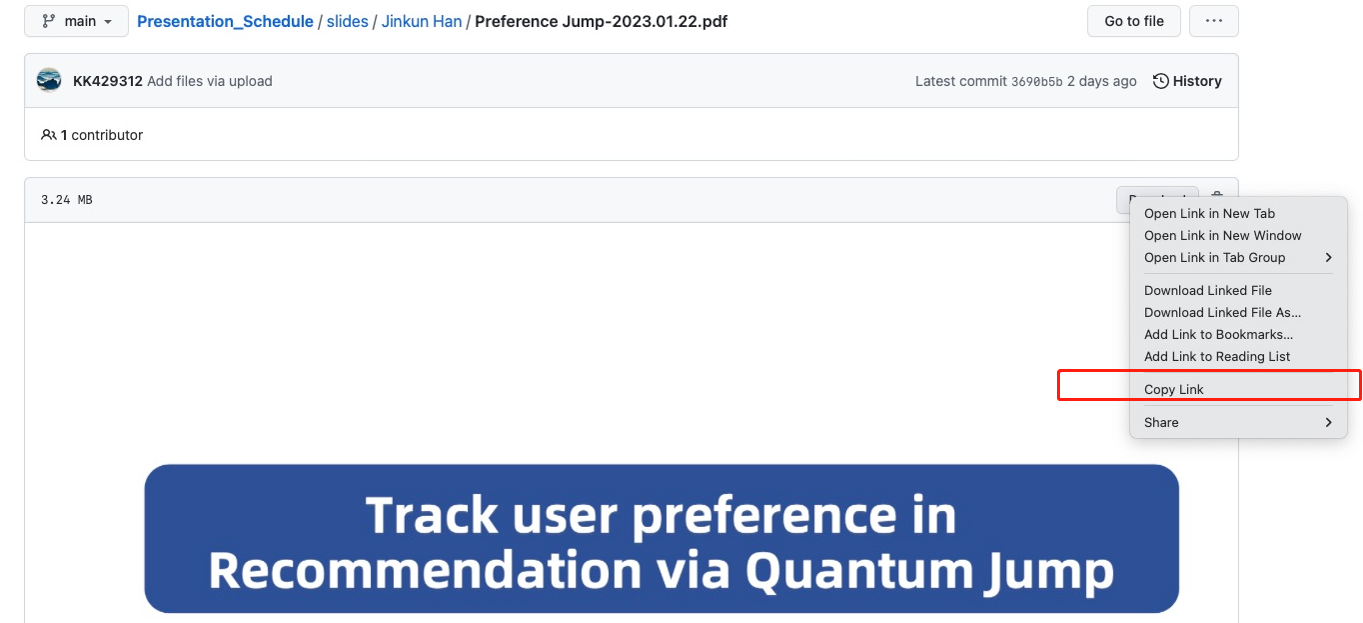 main Presentation_Schedule / slides / Jinkun Han / Preference Jump-2023.01.22.pdf Go to file ...
KK429312 Add files via upload Latest commit 3690b5b 2 days ago History
1 contributor
3.24 MB
Open Link in New Tab
Open Link in New Window
Open Link in Tab Group
Download Linked File
Download Linked File As...
Add Link to Bookmarks...
Add Link to Reading List
Copy Link
Share
Track user preference in
Recommendation via Quantum Jump